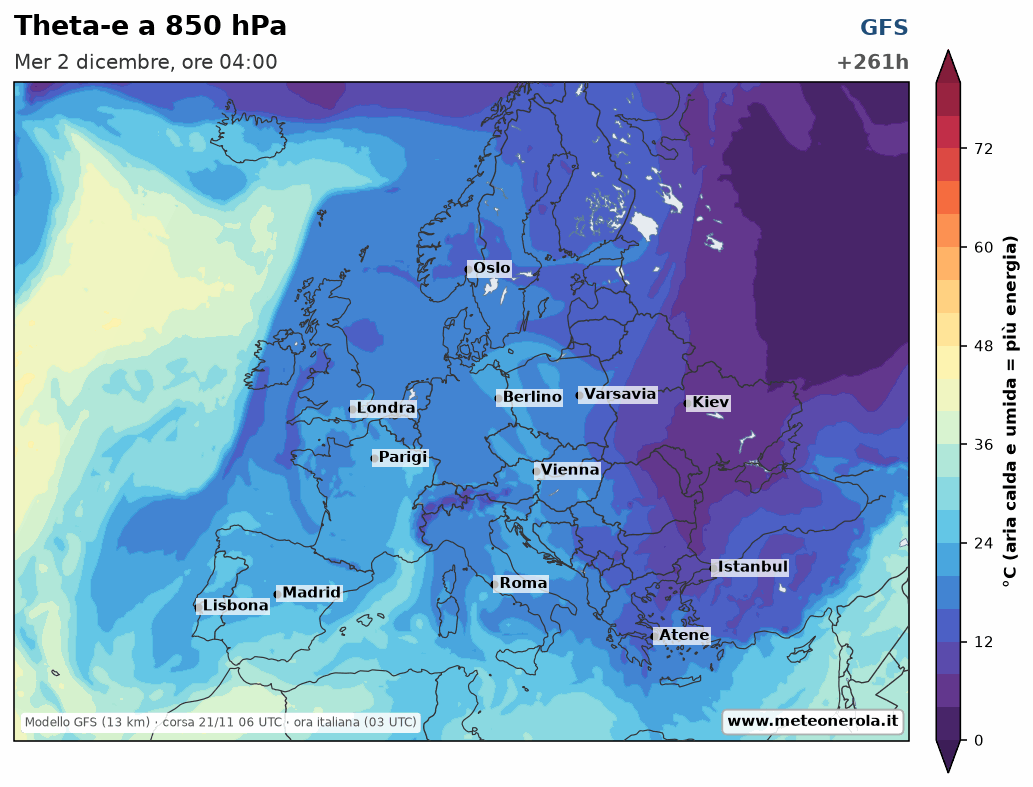 Theta-e a 850 hPa
GFS
Mer 2 dicembre, ore 04:00
+261h
Oslo
Berlino
Varsavia
Kiev
Londra
Parigi
Vienna
Istanbul
Roma
Madrid
Lisbona
Atene
Modello GFS (13 km) · corsa 21/11 06 UTC · ora italiana (03 UTC)
www.meteonerola.it
72
60
48
36
24
12
0
°C (aria calda e umida = più energia)